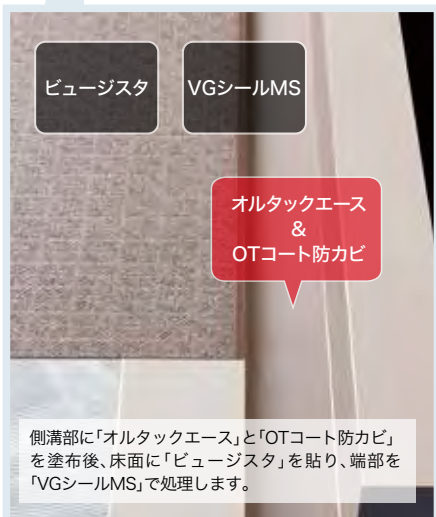 ビュージスタ
VGシールMS
オルタックエース
&
OTコート防カビ
側溝部に「オルタックエース」と「OTコート防カビ」
を塗布後、床面に「ビュージスタ」を貼り、端部を
「VGシールMS」で処理します。